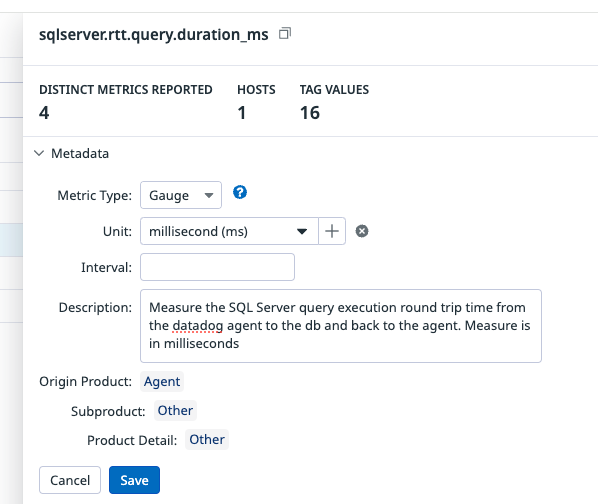 sqlserver.rtt.query.duration_ms
DISTINCT METRICS REPORTED HOSTS TAG VALUES
4 1 16
Metadata
Metric Type: Gauge ?
Unit: millisecond (ms)
Interval:
Description: Measure the SQL Server query execution round trip time from
the datadog agent to the db and back to the agent. Measure is
in milliseconds
Origin Product: Agent
Subproduct: Other
Product Detail: Other
Cancel Save